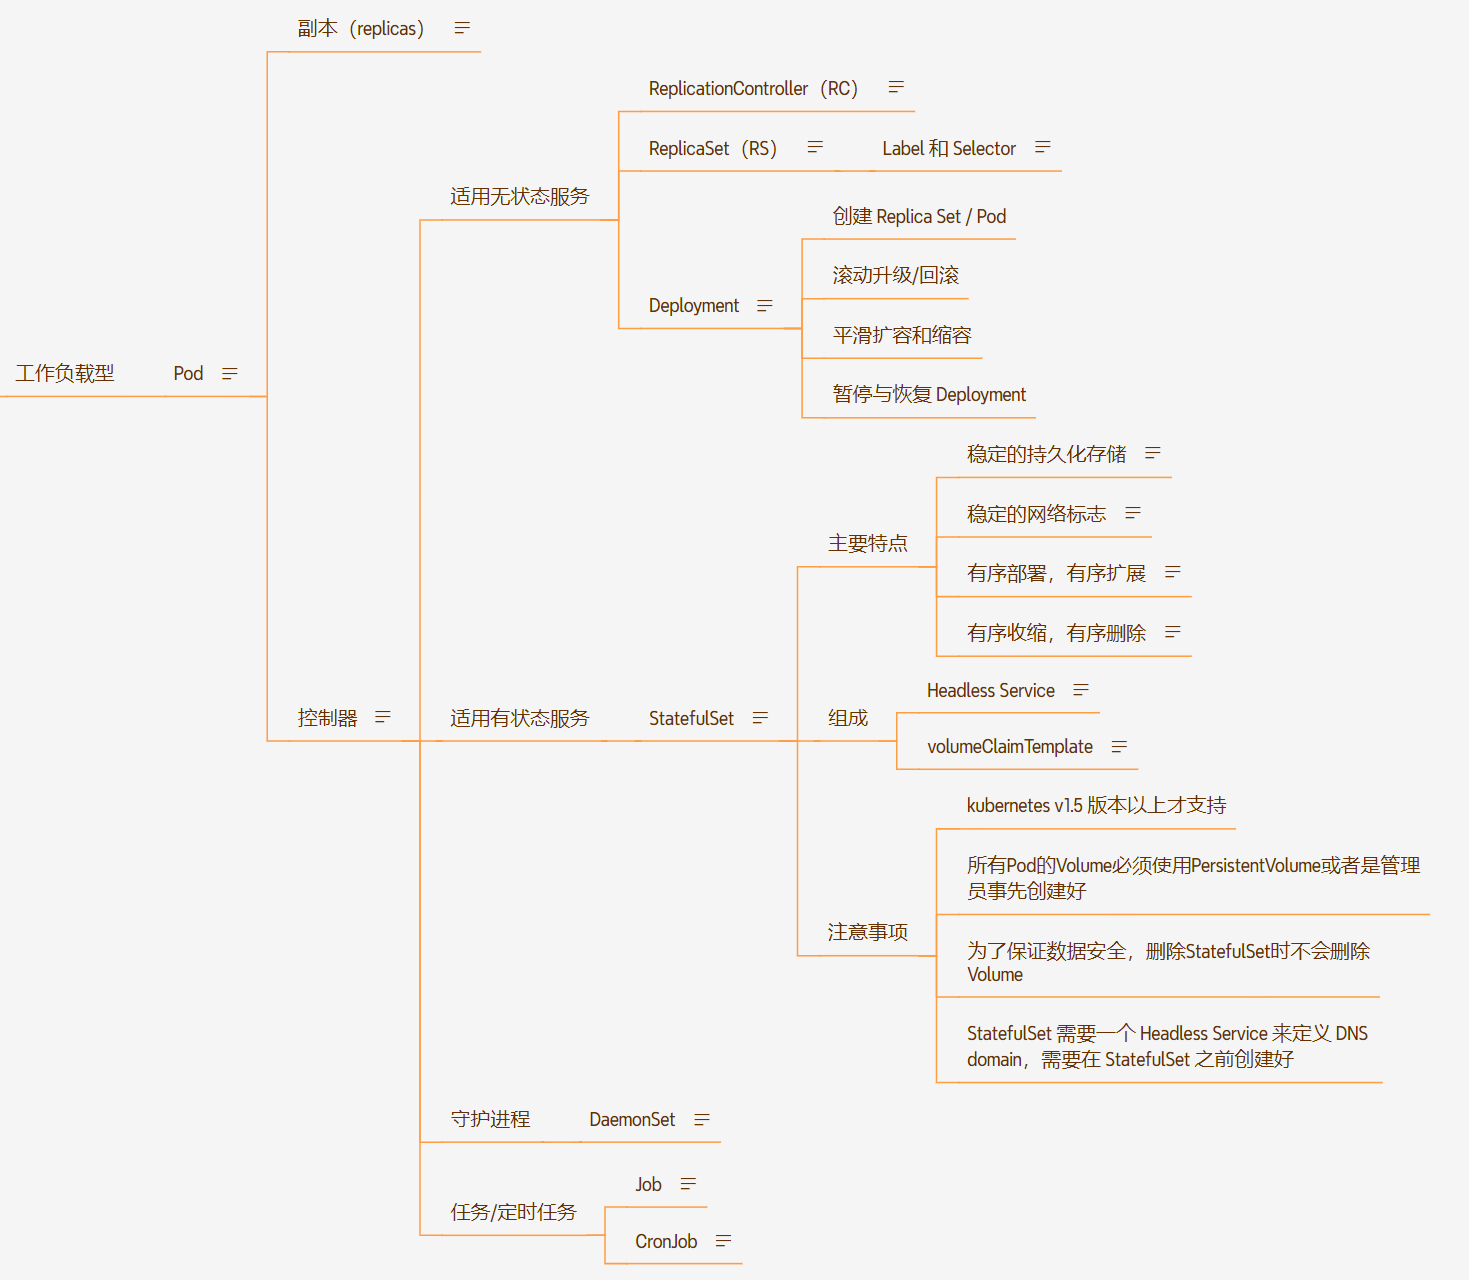 副本（replicas）
ReplicationController（RC）
ReplicaSet（RS）
Label 和 Selector
适用无状态服务
创建 Replica Set / Pod
滚动升级/回滚
Deployment
平滑扩容和缩容
工作负载型
Pod
暂停与恢复 Deployment
稳定的持久化存储
稳定的网络标志
主要特点
有序部署，有序扩展
有序收缩，有序删除
Headless Service
控制器
适用有状态服务
StatefulSet
组成
volumeClaimTemplate
kubernetes v1.5 版本以上才支持
所有Pod的Volume必须使用PersistentVolume或者是管理
员事先创建好
注意事项
为了保证数据安全，删除StatefulSet时不会删除
Volume
StatefulSet 需要一个 Headless Service 来定义 DNS
domain，需要在 StatefulSet 之前创建好
守护进程
DaemonSet
Job
任务/定时任务
CronJob